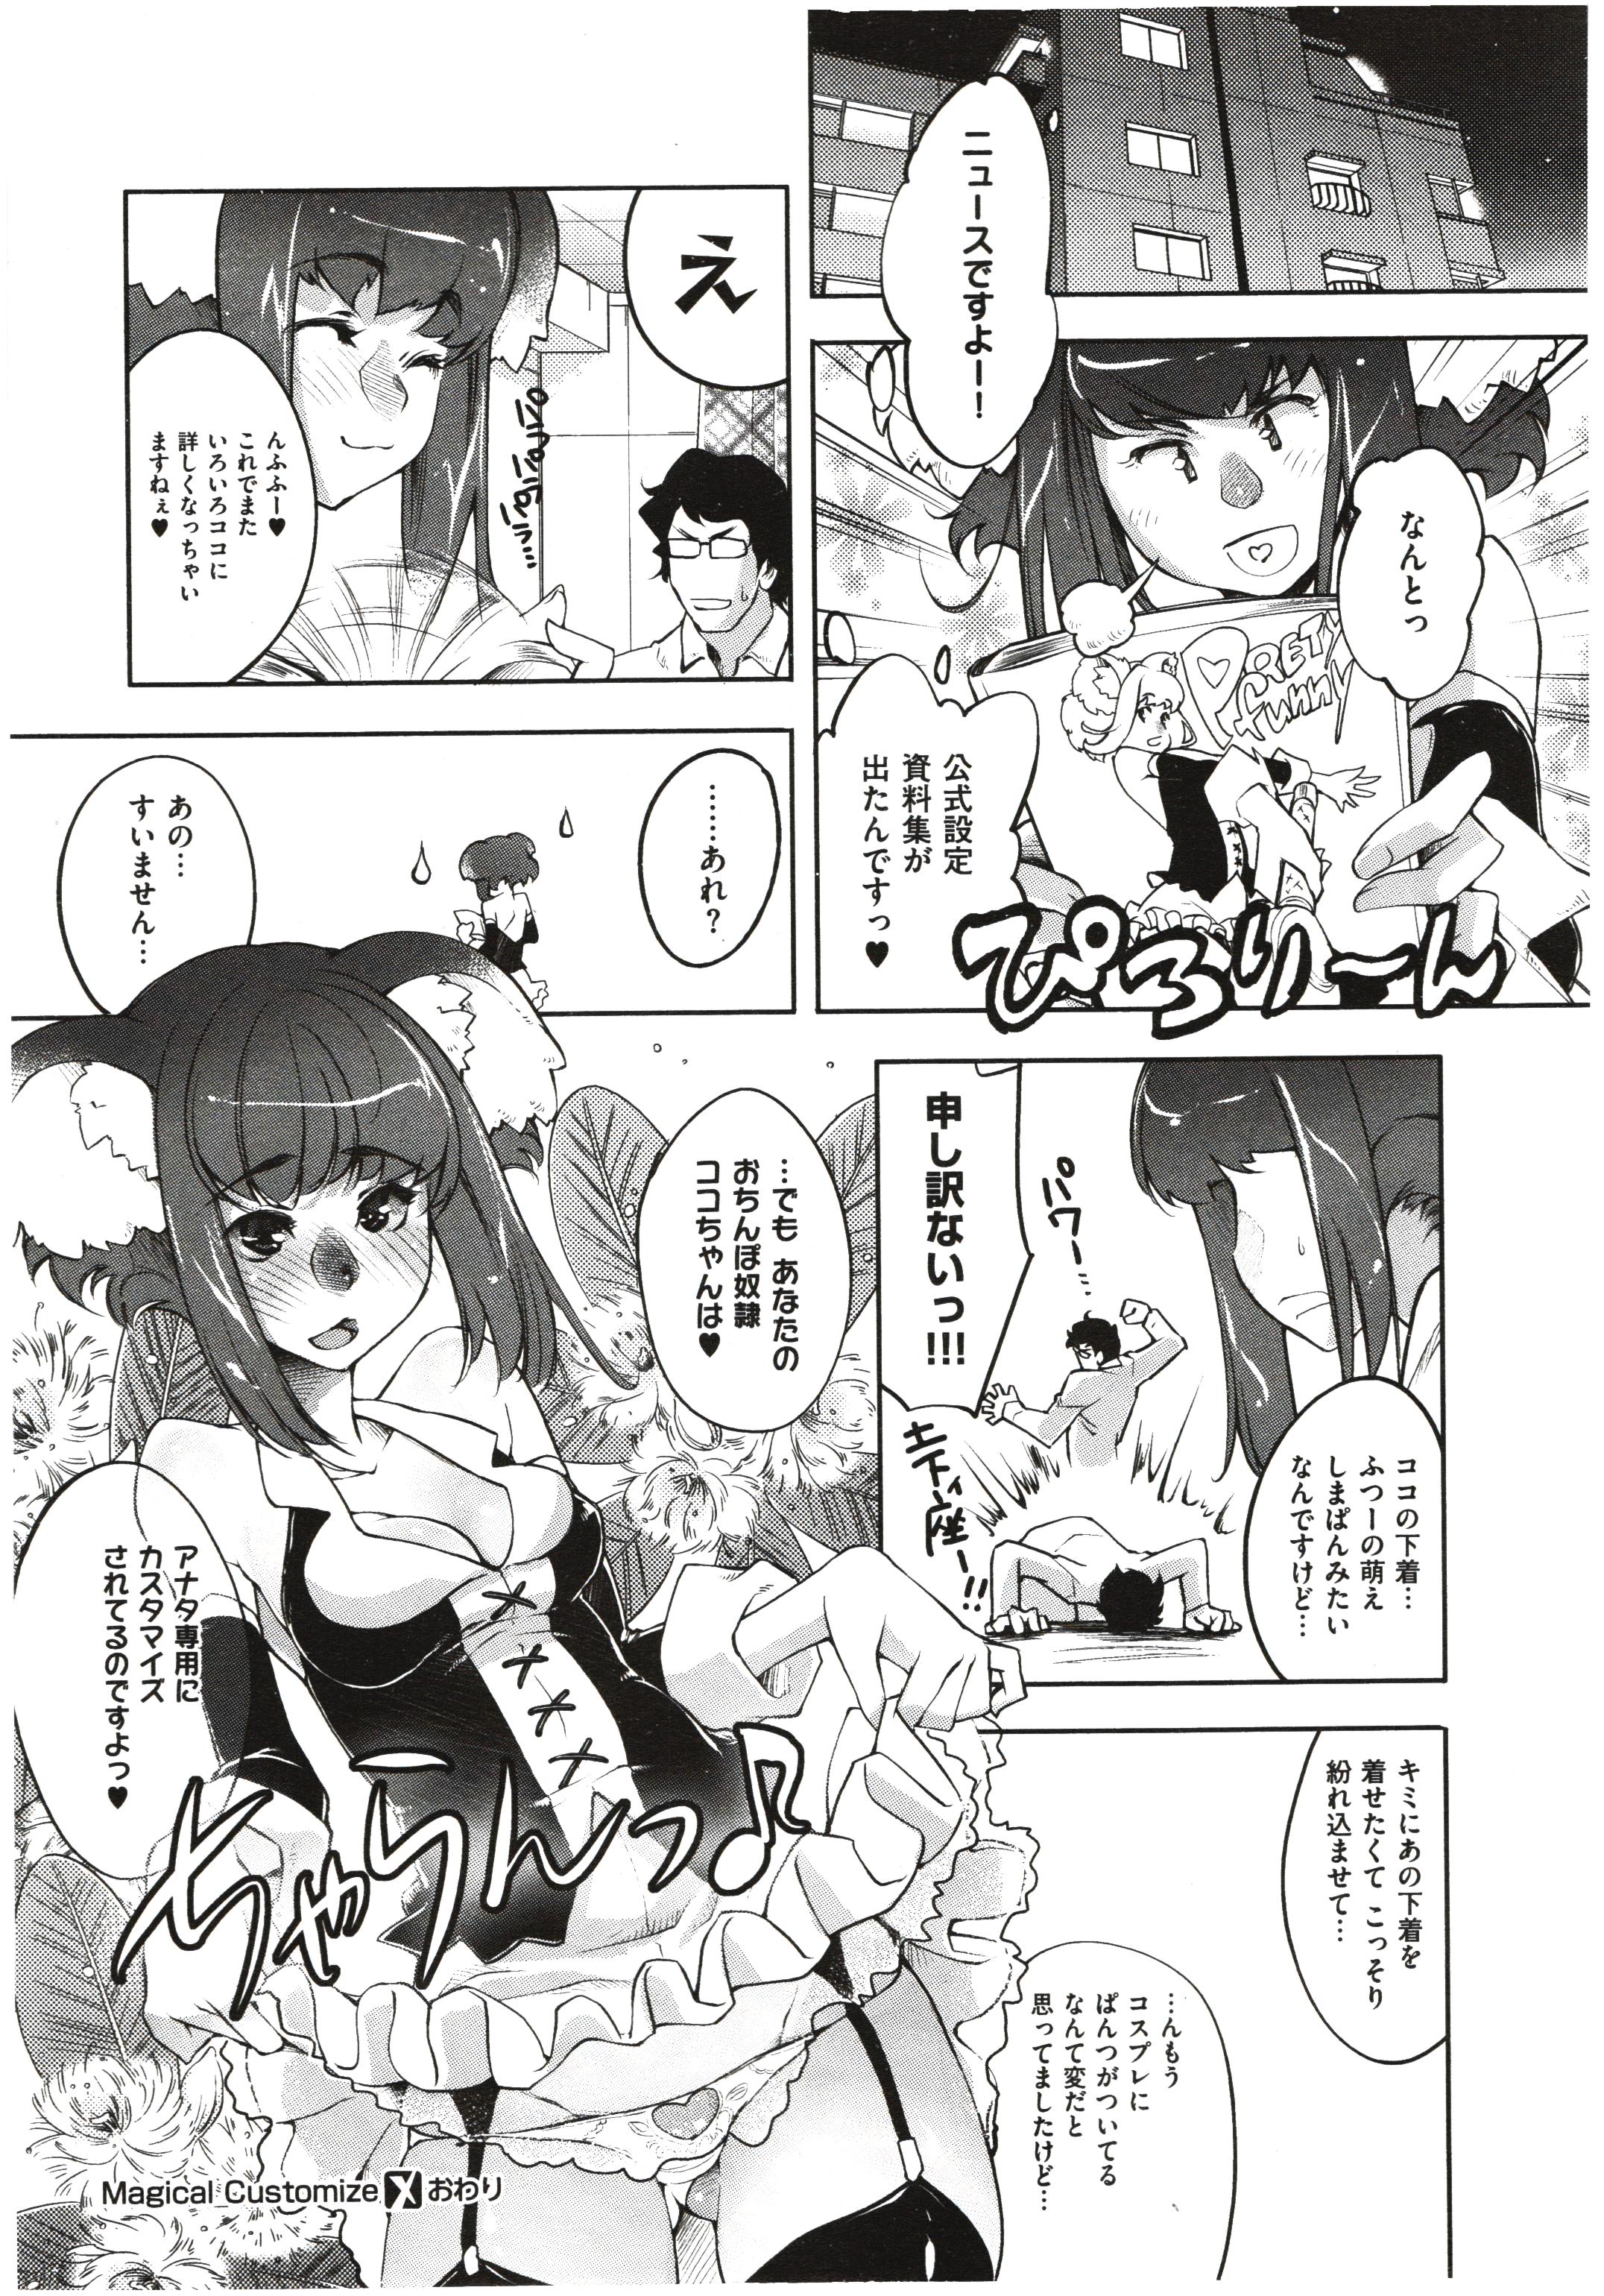 ニュースですよー!
なんとっ
PRETTY
funny
公式設定
資料集が
出たんですっ♥
ぴろりーん
え
んふふー♥
これでまた
いろいろココに
詳しくなっちゃい
ますねぇ♥
……あれ?
あの…
すいません…
ココの下着…
ふつーの萌え
しまぱんみたい
なんですけど…
バワー…
申し訳ないっ!!!
土下座ー!!
キミにあの下着を
着せたくて こっそり
紛れ込ませて…
…んもう
コスプレに
ぱんつがついてる
なんて変だと
思ってましたけど…
…でも あなたの
おちんぽ奴隷
ココちゃんは♥
アナタ専用に
カスタマイズ
されてるのですよっ♥
ちゃらーんっ♪
Magical Customize X おわり